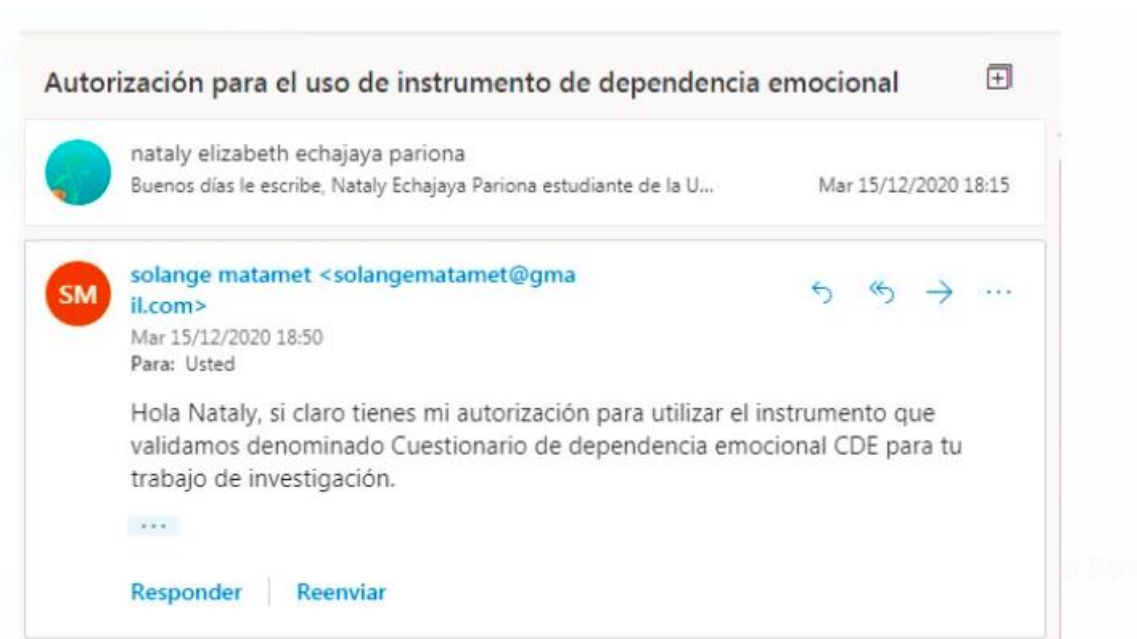 Autorización para el uso de instrumento de dependencia emocional
nataly elizabeth echajaya pariona
Buenos días le escribe, Nataly Echajaya Pariona estudiante de la U...
Mar 15/12/2020 18:15
SM
solange matamet <solangematamet@gma
il.com>
Mar 15/12/2020 18:50
Para: Usted
Hola Nataly, si claro tienes mi autorización para utilizar el instrumento que
validamos denominado Cuestionario de dependencia emocional CDE para tu
trabajo de investigación.
...
Responder
Reenviar